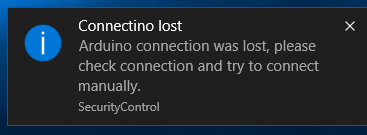 Connectino lost
Arduino connection was lost, please
check connection and try to connect
manually.
SecurityControl